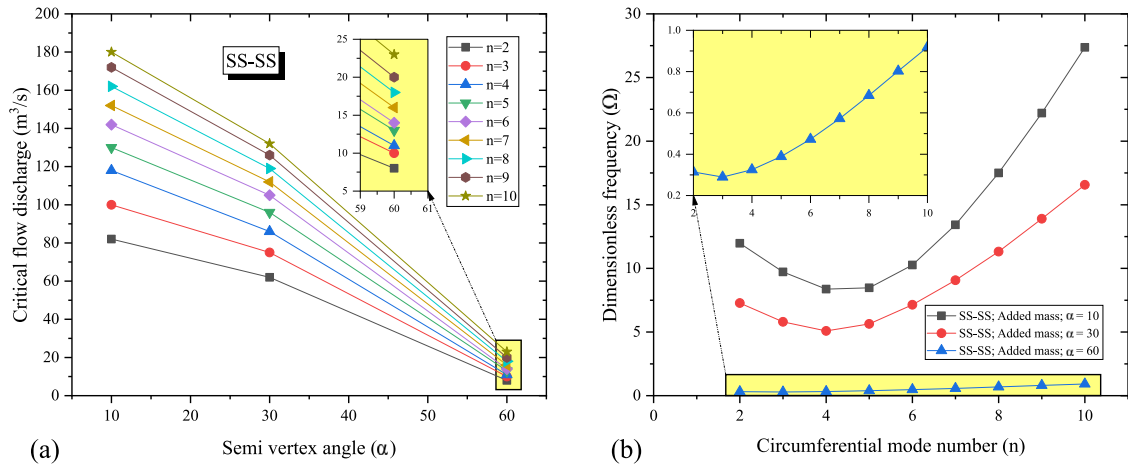 SS-SS
n=2
n=3
n=4
n=5
n=6
n=7
n=8
n=9
n=10
25
20
15
10
5
59
60
61
200
180
160
140
120
100
80
60
40
20
0
10
20
30
40
50
60
Critical flow discharge (m³/s)
Semi vertex angle (α)
(a)
30
25
20
15
10
5
0
0
2
4
6
8
10
1.0
0.8
0.6
0.4
0.2
2
4
6
8
10
SS-SS; Added mass; α = 10
SS-SS; Added mass; α = 30
SS-SS; Added mass; α = 60
Dimensionless frequency (Ω)
Circumferential mode number (n)
(b)